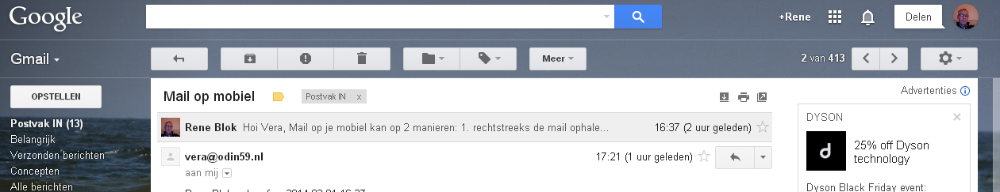 Google
+Rene
Delen
Gmail
Meer
2 van 413
OPSTELLEN
Mail op mobiel
Postvak IN x
Advertenties
Postvak IN (13)
Rene Blok Hoi Vera, Mail op je mobiel kan op 2 manieren: 1. rechtstreeks de mail ophale... 16:37 (2 uur geleden)
DYSON
Belangrijk
Verzonden berichten
vera@odin59.nl 17:21 (1 uur geleden)
25% off Dyson
technology
Concepten
aan mij
Alle berichten
Dyson Black Friday event: